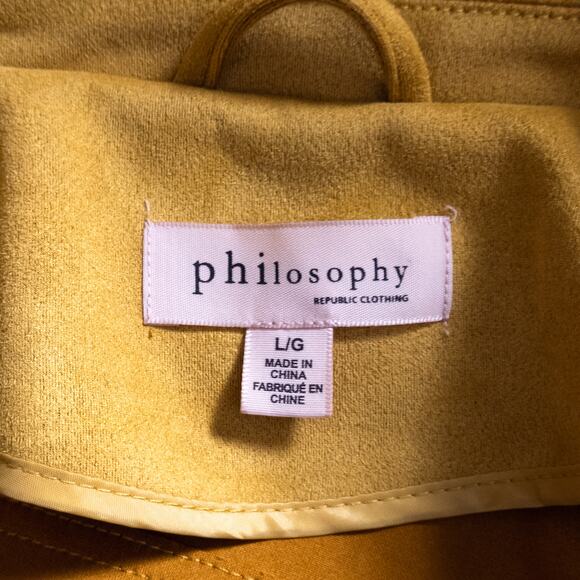 philosophy
REPUBLIC CLOTHING
L/G
MADE IN
CHINA
FABRIQUÉ EN
CHINE